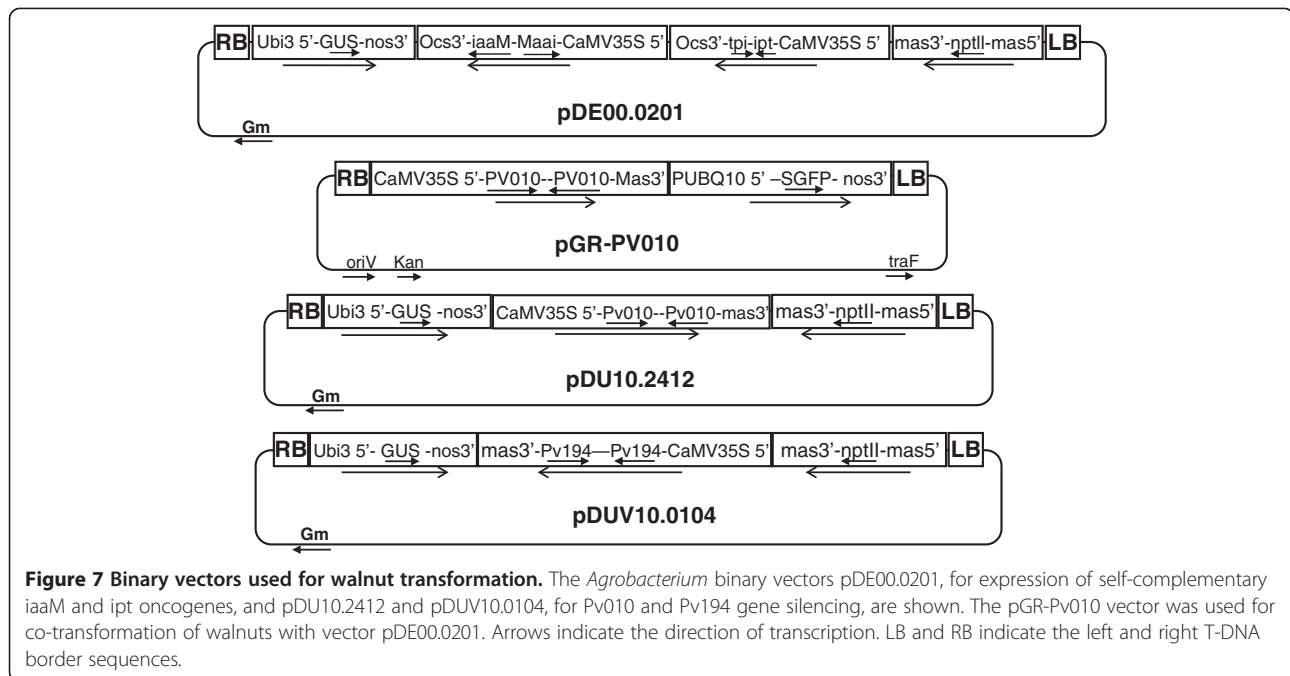 RB Ubi3 5'-GUS-nos3' Ocs3'-iaaM-Maai-CaMV35S 5' Ocs3'-tpi-ipt-CaMV35S 5' mas3'-nptII-mas5' LB
pDE00.0201
Gm
RB CaMV35S 5'-PV010--PV010-Mas3' PUBQ10 5' –SGFP- nos3' LB
pGR-PV010
oriV Kan traF
RB Ubi3 5'-GUS -nos3' CaMV35S 5'-Pv010--Pv010-mas3' mas3'-nptII-mas5' LB
pDU10.2412
Gm
RB Ubi3 5'- GUS -nos3' mas3'-Pv194—Pv194-CaMV35S 5' mas3'-nptII-mas5' LB
pDUV10.0104
Gm
Figure 7 Binary vectors used for walnut transformation. The Agrobacterium binary vectors pDE00.0201, for expression of self-complementary
iaaM and ipt oncogenes, and pDU10.2412 and pDUV10.0104, for Pv010 and Pv194 gene silencing, are shown. The pGR-Pv010 vector was used for
co-transformation of walnuts with vector pDE00.0201. Arrows indicate the direction of transcription. LB and RB indicate the left and right T-DNA
border sequences.